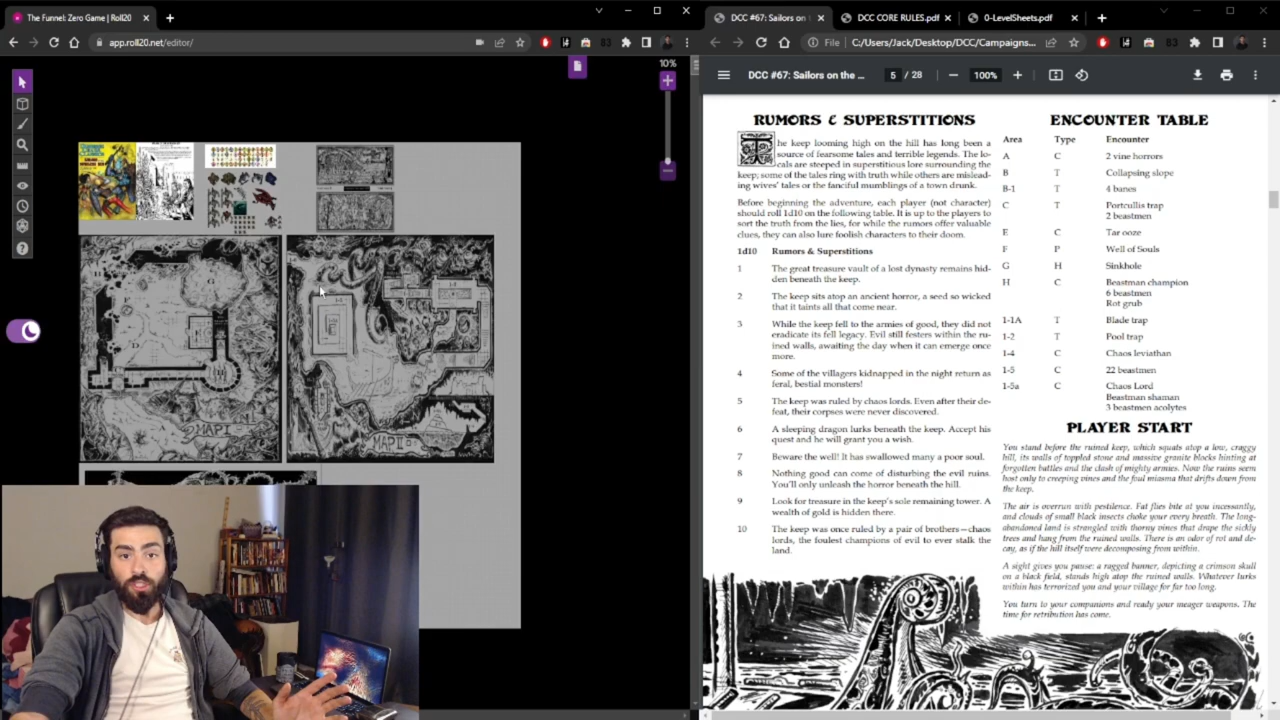 The Funnel: Zero Game | Roll20
app.roll20.net/editor/
83
10%
DCC #67: Sailors on t
DCC CORE RULES.pdf
0-LevelSheets.pdf
File
C:/Users/Jack/Desktop/DCC/Campaigns...
83
DCC #67: Sailors on the ...
5 / 28
100%
RUMORS & SUPERSTITIONS
The keep looming high on the hill has long been a
source of fearsome tales and terrible legends. The lo-
cals are steeped in superstitious lore surrounding the
keep; some of the tales ring with truth while others are mislead-
ing wives' tales or the fanciful mumblings of a town drunk.
Before beginning the adventure, each player (not character)
should roll 1d10 on the following table. It is up to the players to
sort the truth from the lies, for while the rumors offer valuable
clues, they can also lure foolish characters to their doom.
1d10 Rumors & Superstitions
1 The great treasure vault of a lost dynasty remains hid-
den beneath the keep.
2 The keep sits atop an ancient horror, a seed so wicked
that it taints all that come near.
3 While the keep fell to the armies of good, they did not
eradicate its fell legacy. Evil still festers within the ru-
ined walls, awaiting the day when it can emerge once
more.
4 Some of the villagers kidnapped in the night return as
feral, bestial monsters!
5 The keep was ruled by chaos lords. Even after their de-
feat, their corpses were never discovered.
6 A sleeping dragon lurks beneath the keep. Accept his
quest and he will grant you a wish.
7 Beware the well! It has swallowed many a poor soul.
8 Nothing good can come of disturbing the evil ruins.
You'll only unleash the horror beneath the hill.
9 Look for treasure in the keep's sole remaining tower. A
wealth of gold is hidden there.
10 The keep was once ruled by a pair of brothers—chaos
lords, the foulest champions of evil to ever stalk the
land.
ENCOUNTER TABLE
Area Type Encounter
A C 2 vine horrors
B T Collapsing slope
B-1 T 4 banes
C T Portcullis trap
2 beastmen
E C Tar ooze
F P Well of Souls
G H Sinkhole
H C Beastman champion
6 beastmen
Rot grub
1-1A T Blade trap
1-2 T Pool trap
1-4 C Chaos leviathan
1-5 C 22 beastmen
1-5a C Chaos Lord
Beastman shaman
3 beastmen acolytes
PLAYER START
You stand before the ruined keep, which squats atop a low, craggy
hill, its walls of toppled stone and massive granite blocks hinting at
forgotten battles and the clash of mighty armies. Now the ruins seem
host only to creeping vines and the foul miasma that drifts down from
the keep.
The air is overrun with pestilence. Fat flies bite at you incessantly,
and clouds of small black insects choke your every breath. The long-
abandoned land is strangled with thorny vines that drape the sickly
trees and hang from the ruined walls. There is an odor of rot and de-
cay, as if the hill itself were decomposing from within.
A sight gives you pause: a ragged banner, depicting a crimson skull
on a black field, stands high atop the ruined walls. Whatever lurks
within has terrorized you and your village for far too long.
You turn to your companions and ready your meager weapons. The
time for retribution has come.